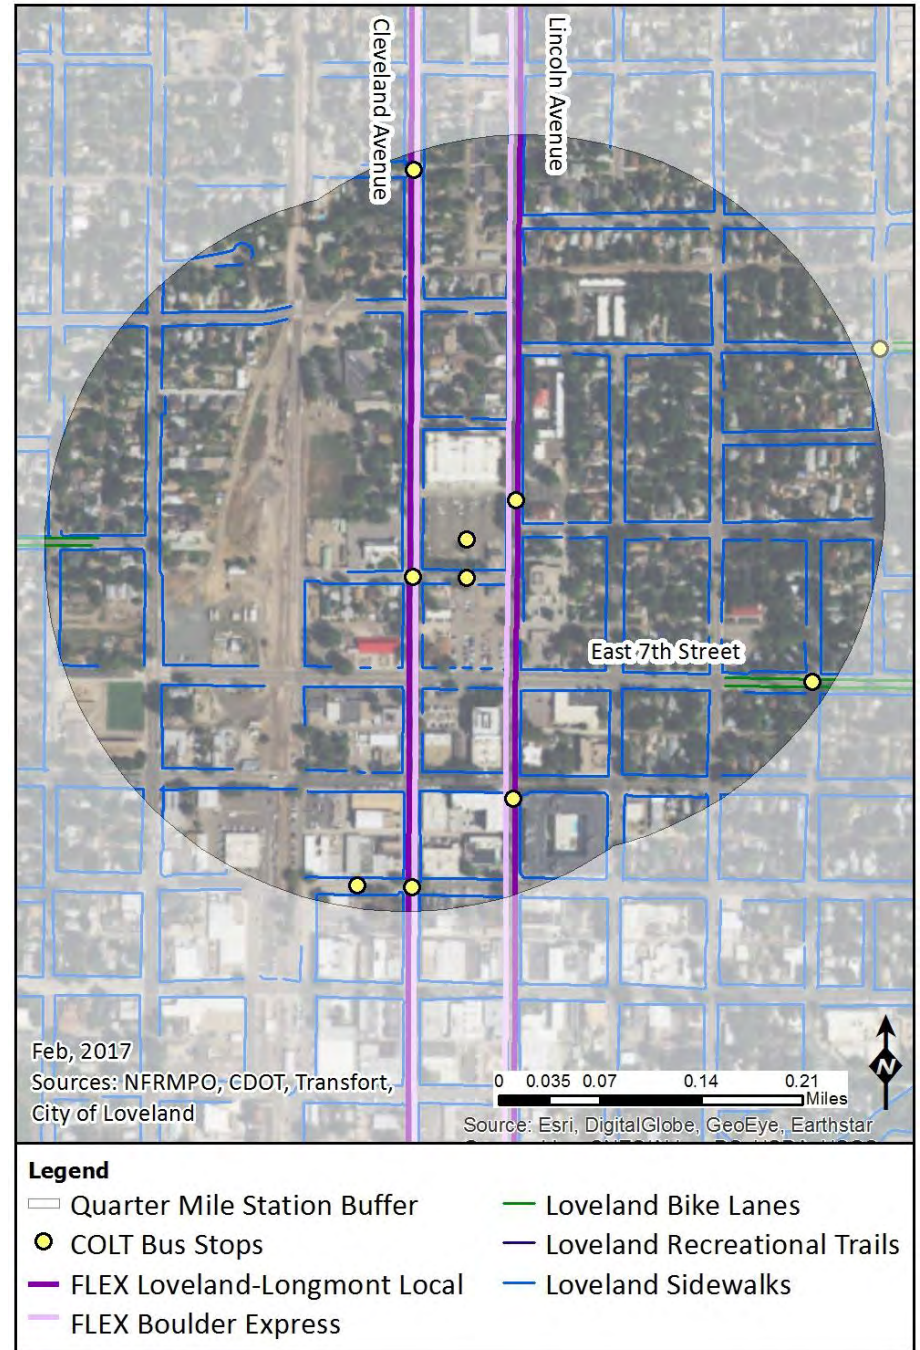 Cleveland Avenue
Lincoln Avenue
East 7th Street
Feb, 2017
Sources: NFRMPO, CDOT, Transfort,
City of Loveland
N
0 0.035 0.07 0.14 0.21
Miles
Source: Esri, DigitalGlobe, GeoEye, Earthstar
Legend
Quarter Mile Station Buffer
COLT Bus Stops
FLEX Loveland-Longmont Local
FLEX Boulder Express
Loveland Bike Lanes
Loveland Recreational Trails
Loveland Sidewalks